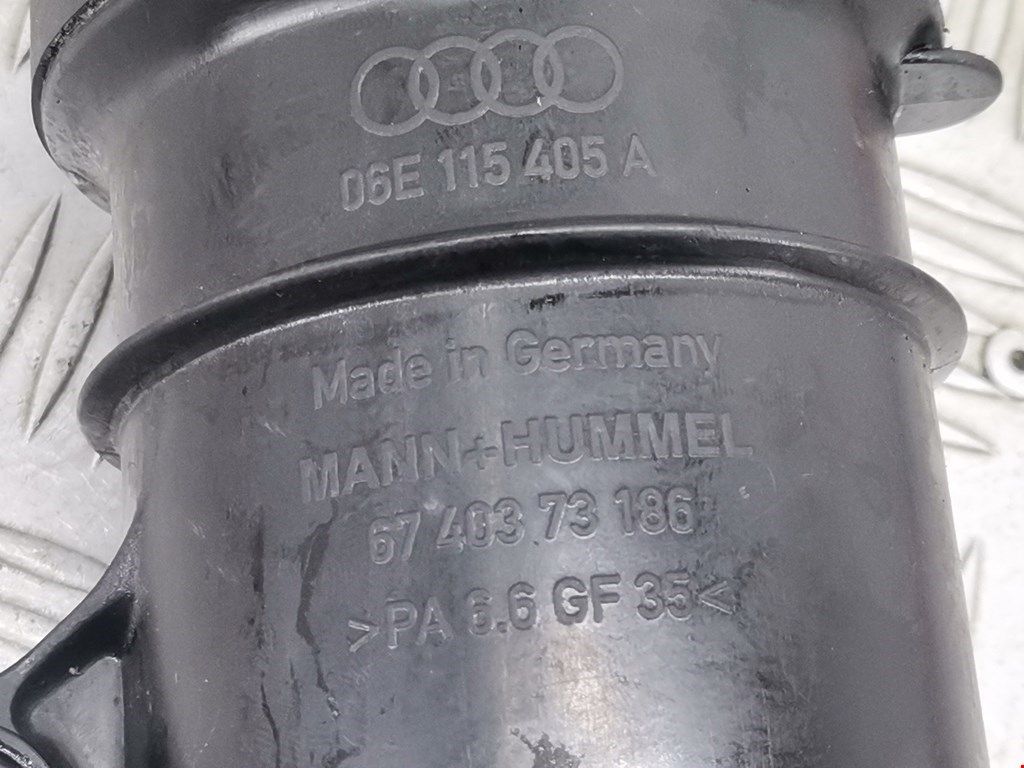 06E 115 405 A
Made in Germany
MANN+HUMMEL
67 403 73 186
>PA 6.6 GF 35<